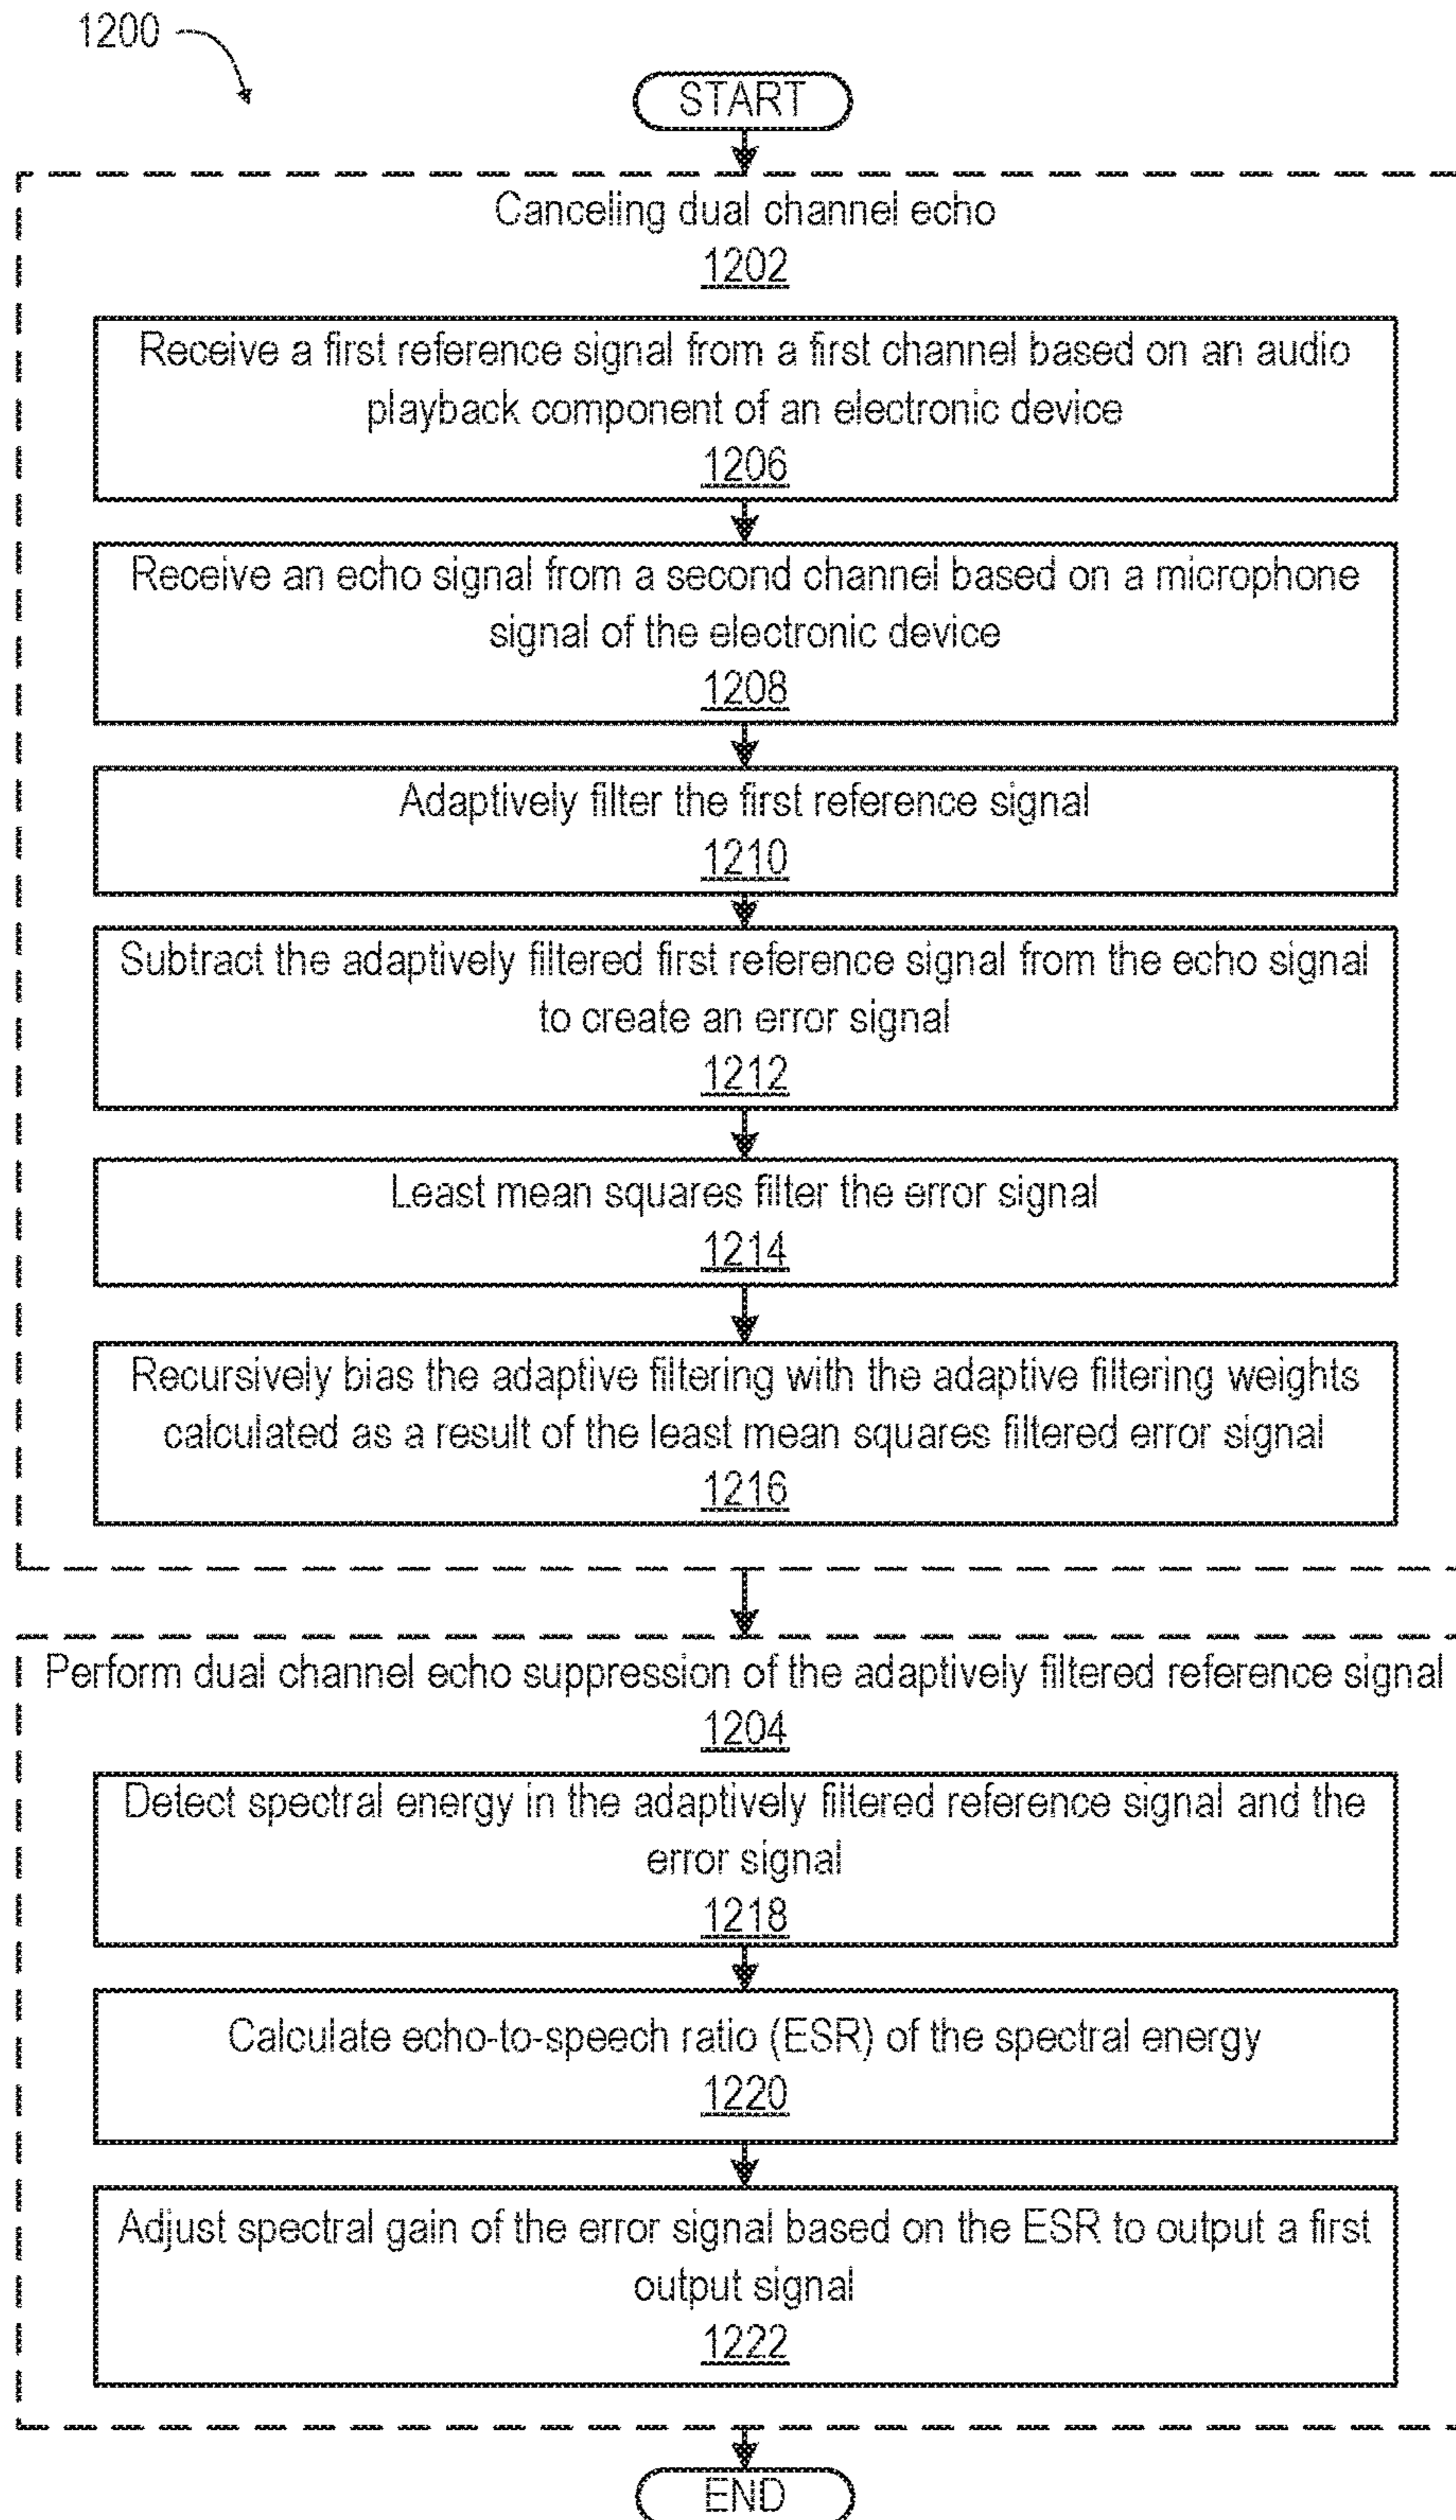 1200
START
Canceling dual channel echo
1202
Receive a first reference signal from a first channel based on an audio
playback component of an electronic device
1206
Receive an echo signal from a second channel based on a microphone
signal of the electronic device
1208
Adaptively filter the first reference signal
1210
Subtract the adaptively filtered first reference signal from the echo signal
to create an error signal
1212
Least mean squares filter the error signal
1214
Recursively bias the adaptive filtering with the adaptive filtering weights
calculated as a result of the least mean squares filtered error signal
1216
Perform dual channel echo suppression of the adaptively filtered reference signal
1204
Detect spectral energy in the adaptively filtered reference signal and the
error signal
1218
Calculate echo-to-speech ratio (ESR) of the spectral energy
1220
Adjust spectral gain of the error signal based on the ESR to output a first
output signal
1222
END